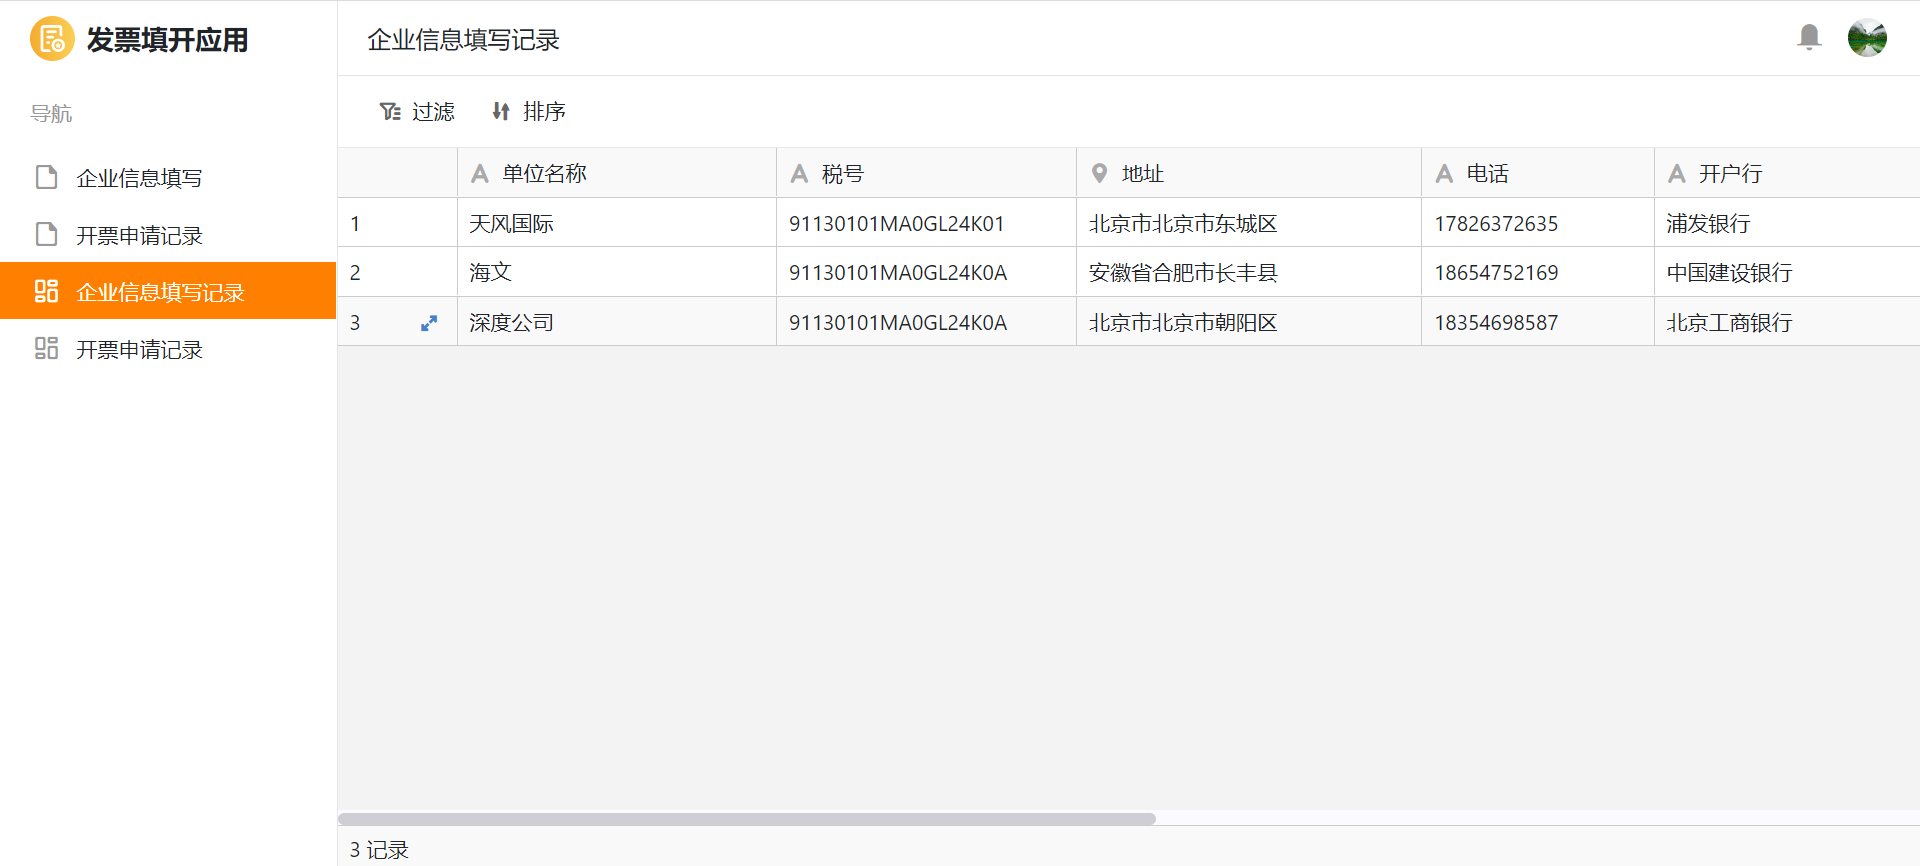 发票填开应用
导航
企业信息填写
开票申请记录
企业信息填写记录
开票申请记录
企业信息填写记录
过滤 排序
单位名称 税号 地址 电话 开户行
1 天风国际 91130101MA0GL24K01 北京市北京市东城区 17826372635 浦发银行
2 海文 91130101MA0GL24K0A 安徽省合肥市长丰县 18654752169 中国建设银行
3 深度公司 91130101MA0GL24K0A 北京市北京市朝阳区 18354698587 北京工商银行
3 记录